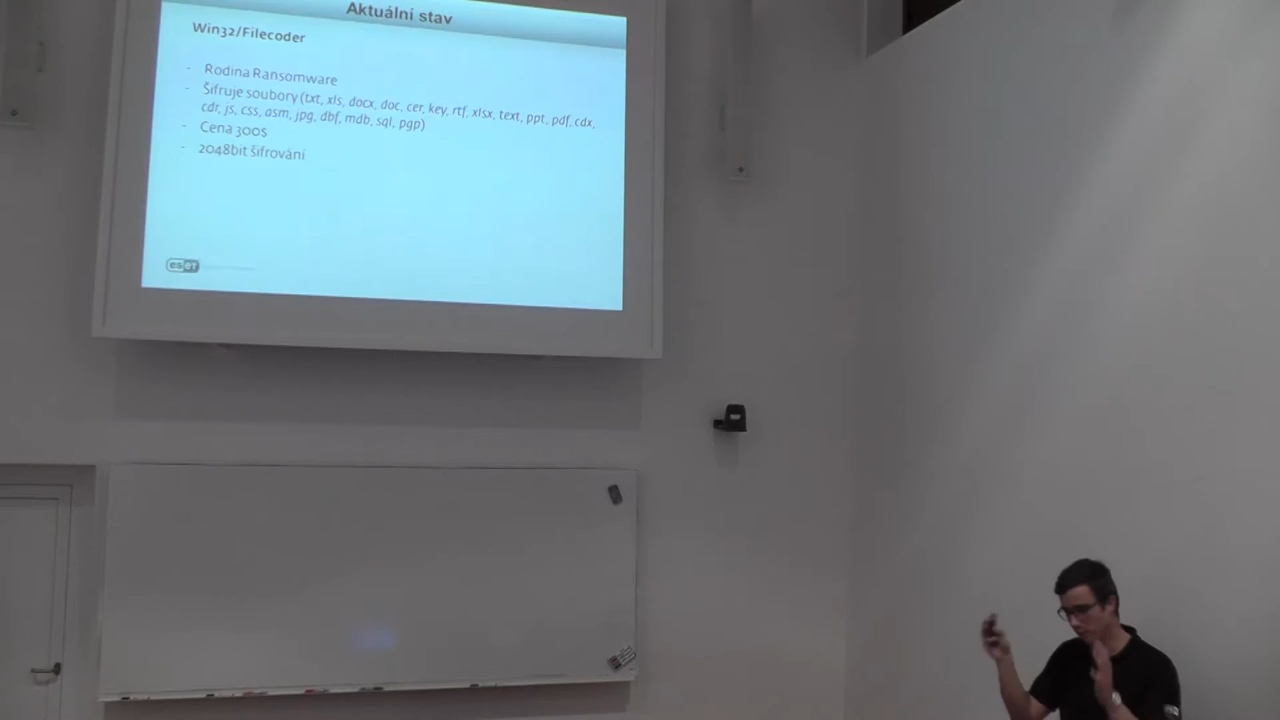 Aktuální stav
Win32/Filecoder
- Rodina Ransomware
- Šifruje soubory (txt, xls, docx, doc, cer, key, rtf, xlsx, text, ppt, pdf, cdx,
cdr, js, css, asm, jpg, dbf, mdb, sql, pgp)
- Cena 300$
- 2048bit šifrování
eset